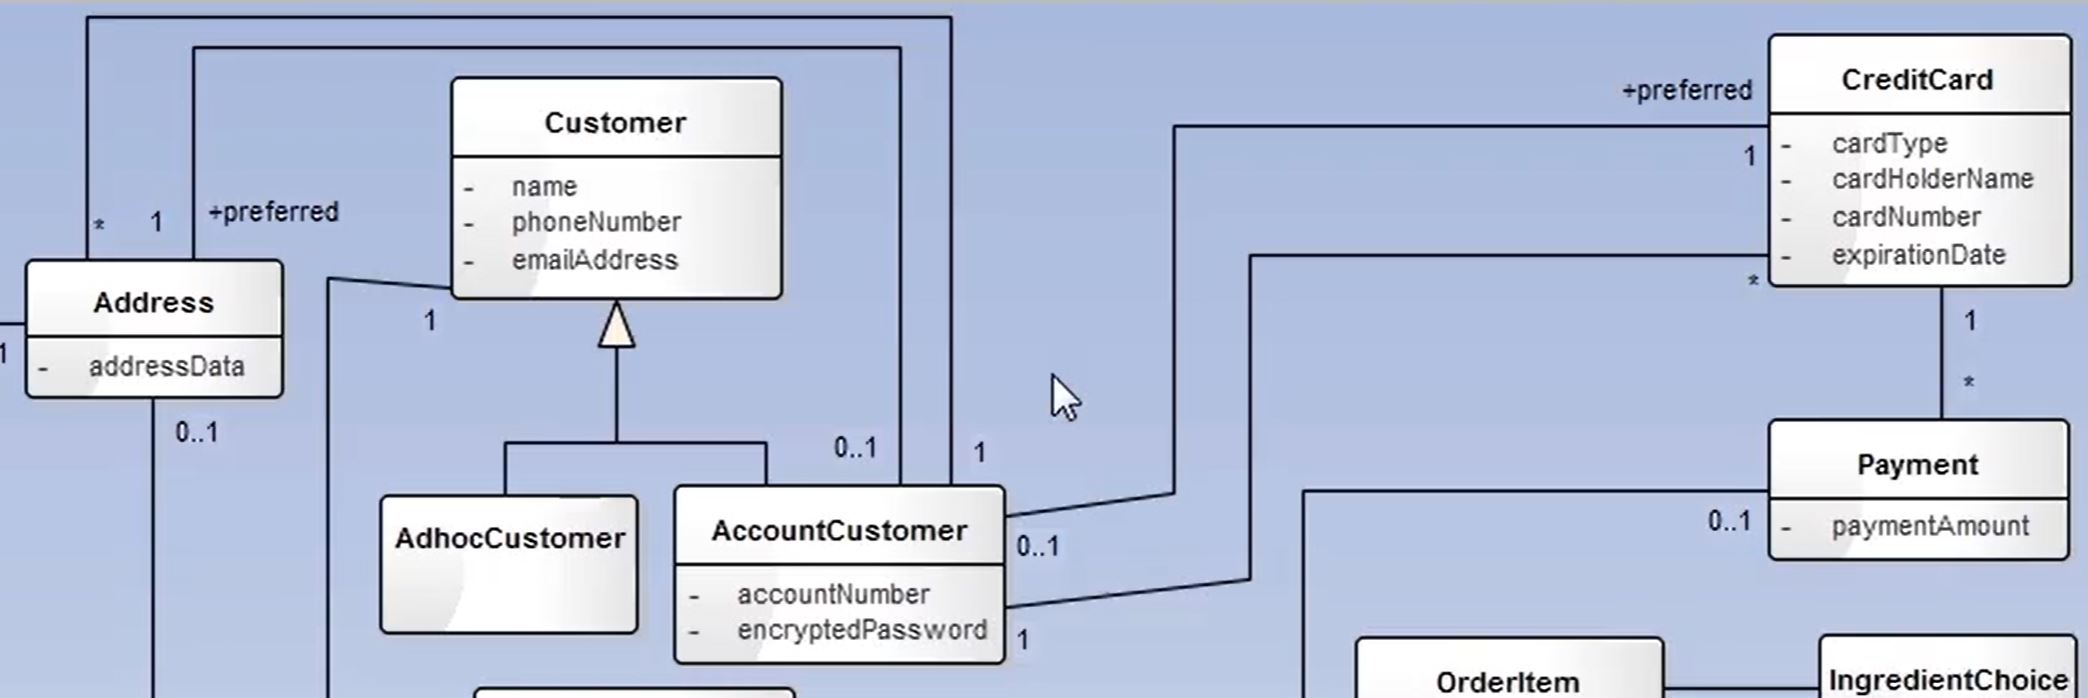 Customer
- name
- phoneNumber
- emailAddress
* 1 +preferred
Address
- addressData
1
0..1
1
AdhocCustomer
0..1 1
AccountCustomer
- accountNumber
- encryptedPassword
0..1
1
+preferred
1
*
CreditCard
- cardType
- cardHolderName
- cardNumber
- expirationDate
1
*
Payment
- paymentAmount
0..1
OrderItem
IngredientChoice